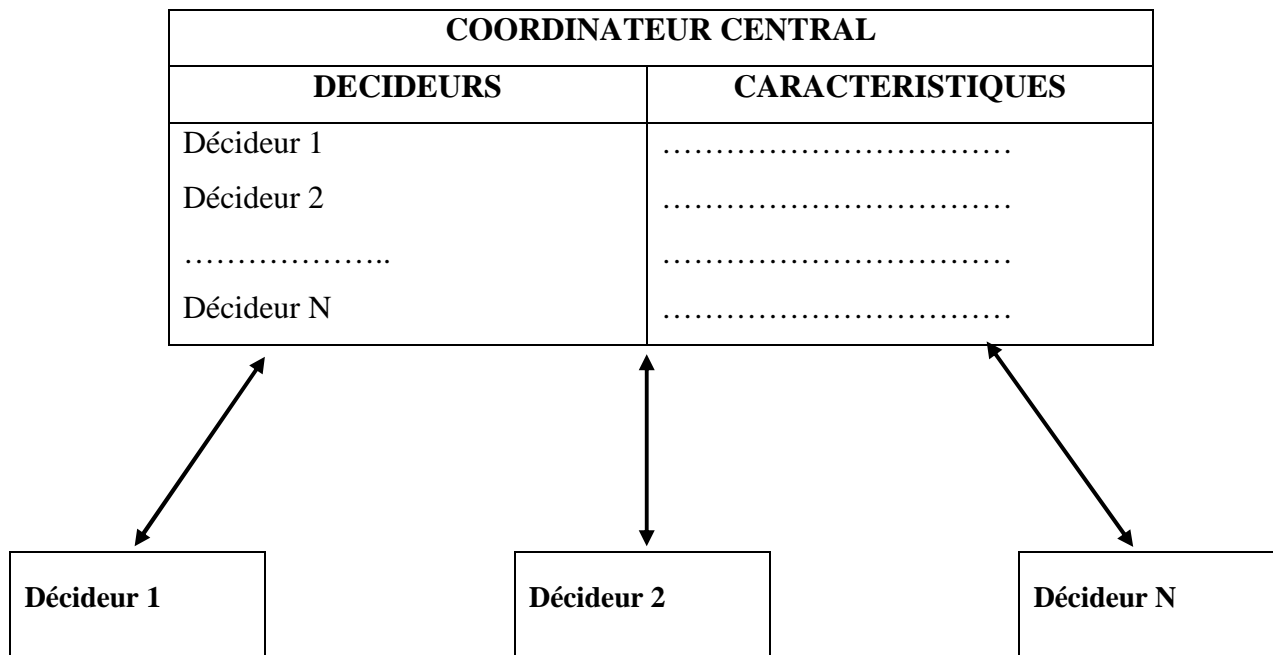 COORDINATEUR CENTRAL
DECIDEURS CARACTERISTIQUES
Décideur 1 ……………………………
Décideur 2 ……………………………
……………….. ……………………………
Décideur N ……………………………
Décideur 1 Décideur 2 Décideur N